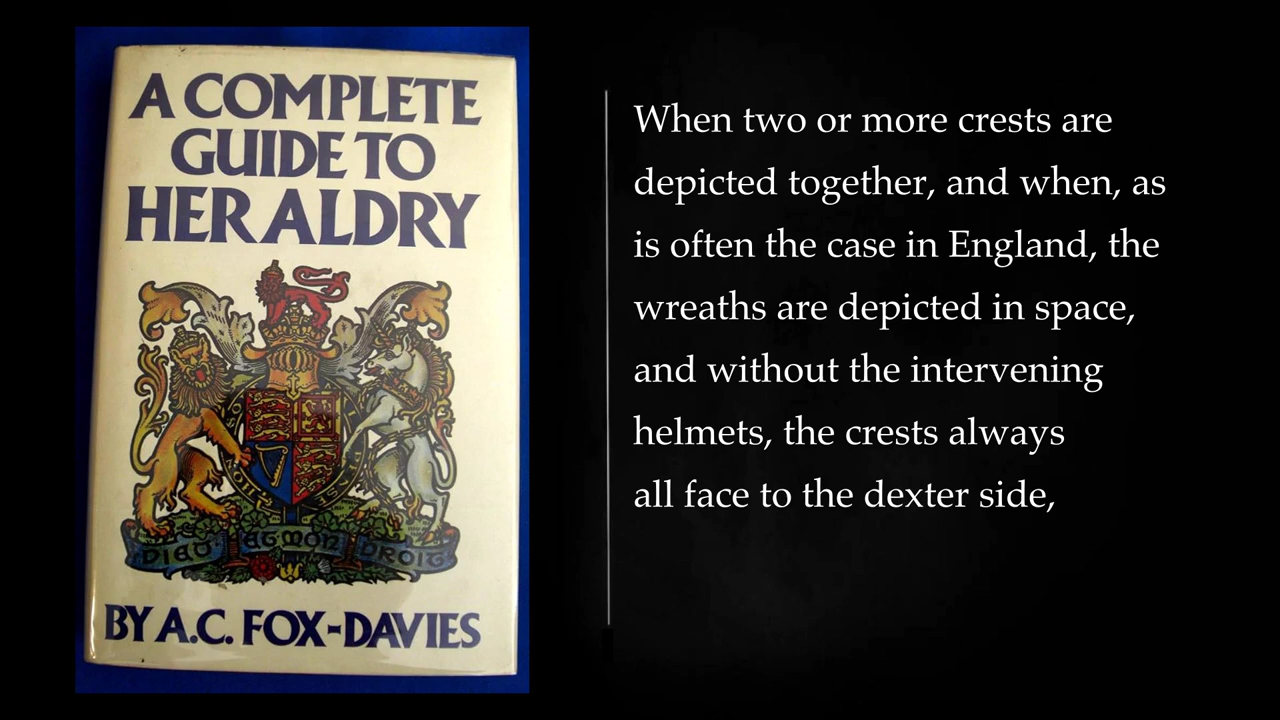 A COMPLETE
GUIDE TO
HERALDRY
DIEU ET MON DROIT
BY A.C. FOX-DAVIES
When two or more crests are
depicted together, and when, as
is often the case in England, the
wreaths are depicted in space,
and without the intervening
helmets, the crests always
all face to the dexter side,